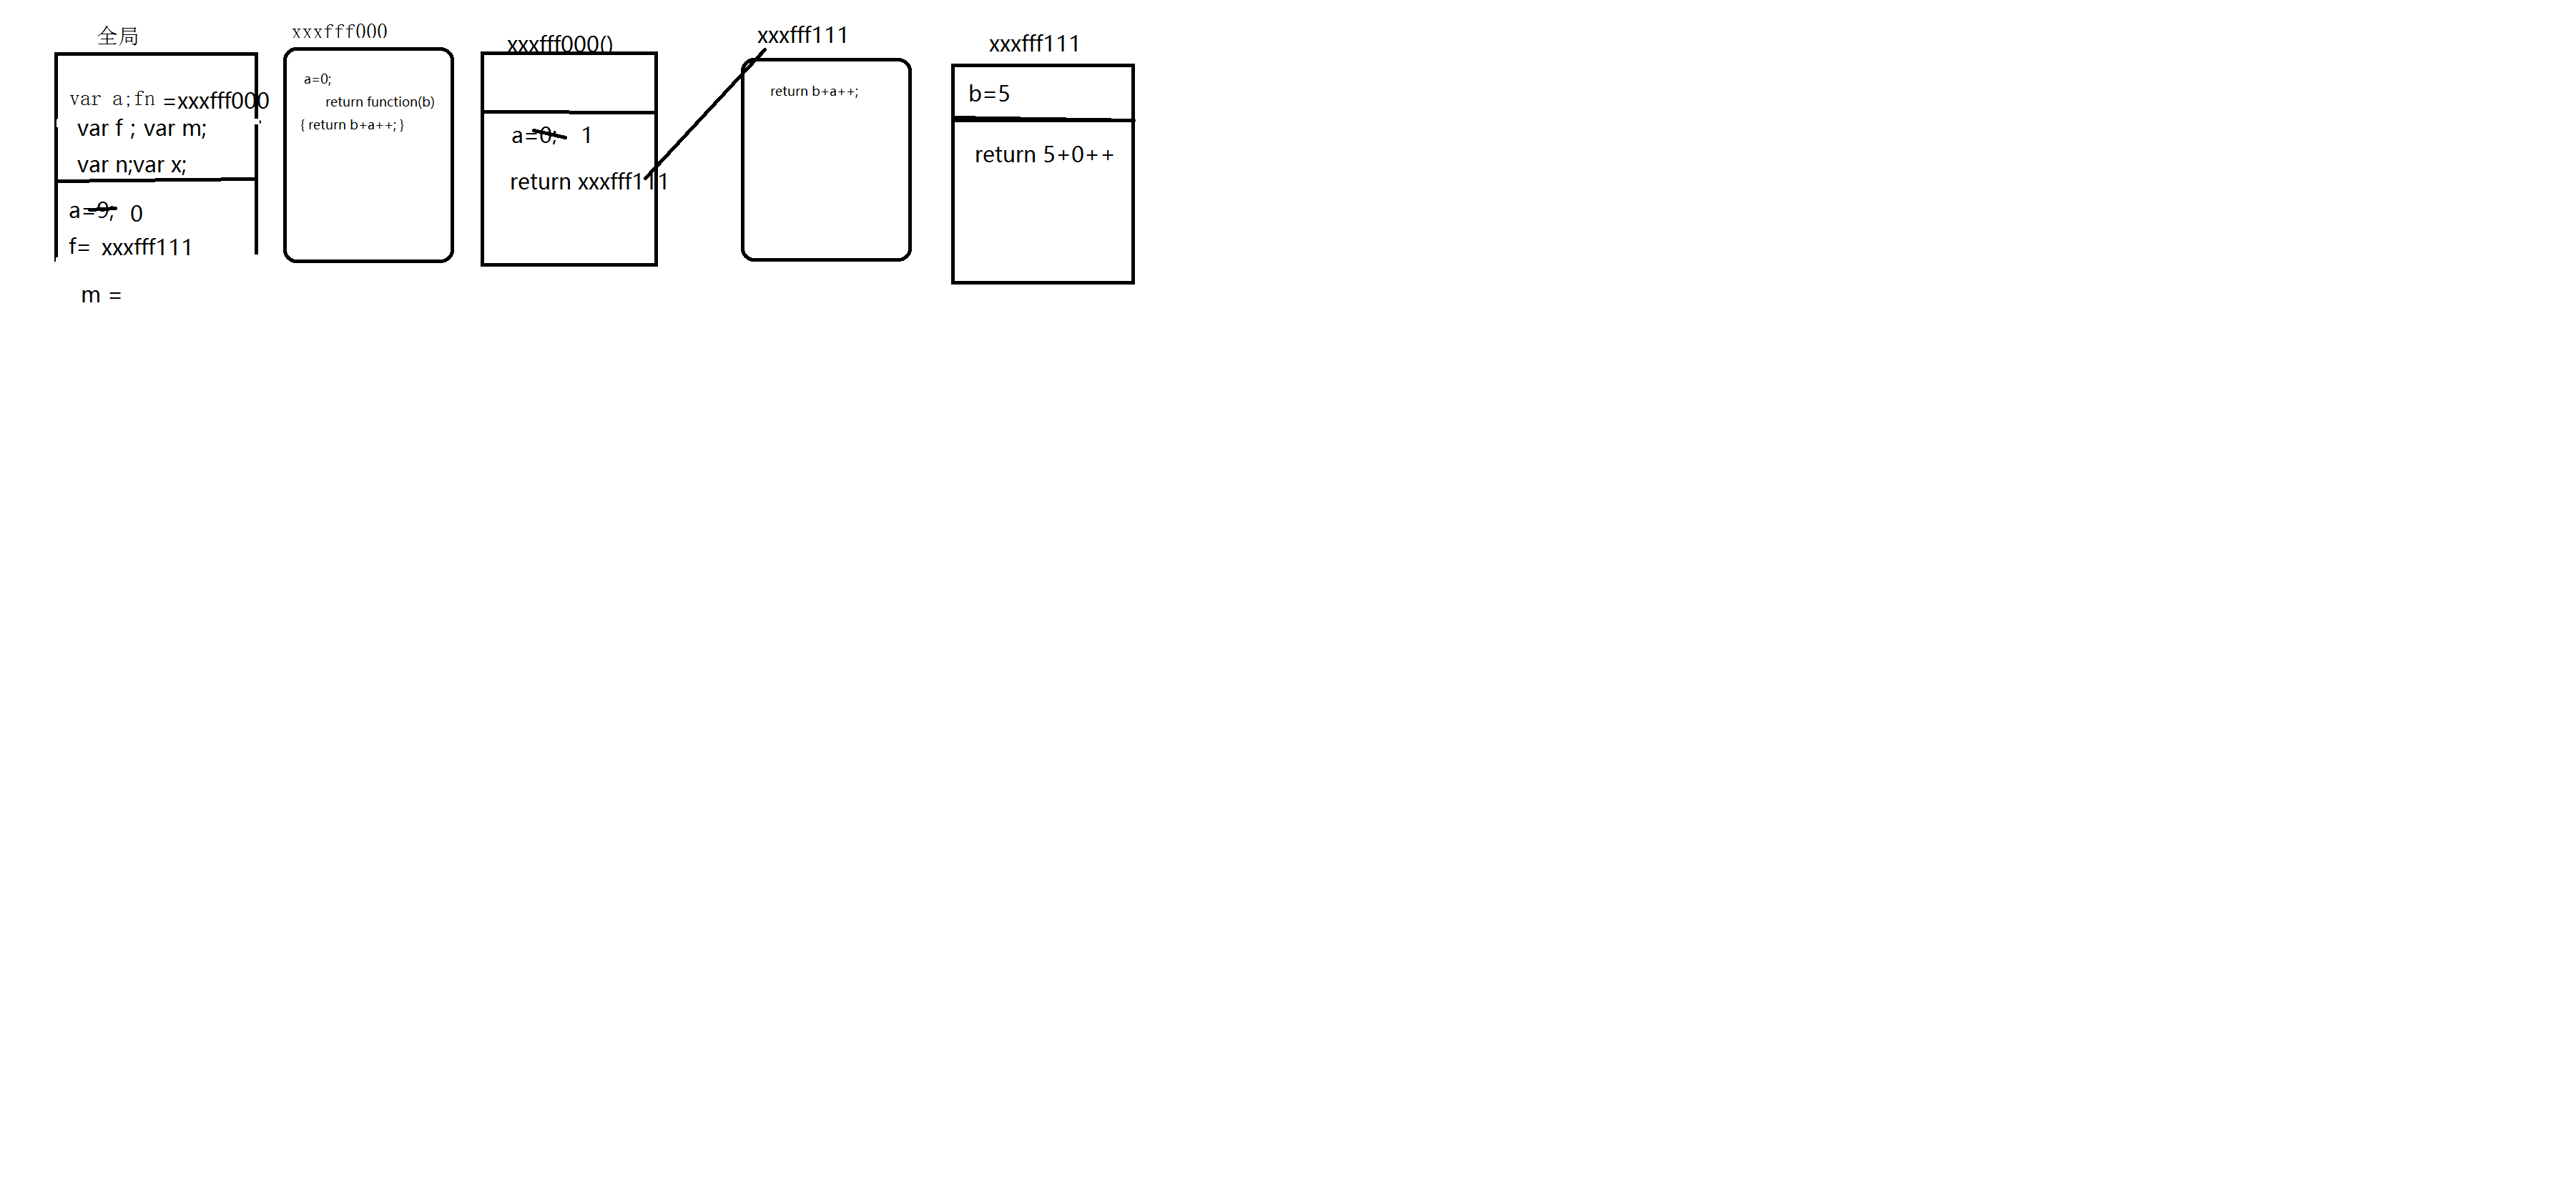 全局
var a;fn =xxxfff000
var f ; var m;
var n;var x;
a=9; 0
f= xxxfff111
m =
xxxfff000
a=0;
return function(b)
{ return b+a++; }
xxxfff000()
a=0; 1
return xxxfff111
xxxfff111
return b+a++;
xxxfff111
b=5
return 5+0++